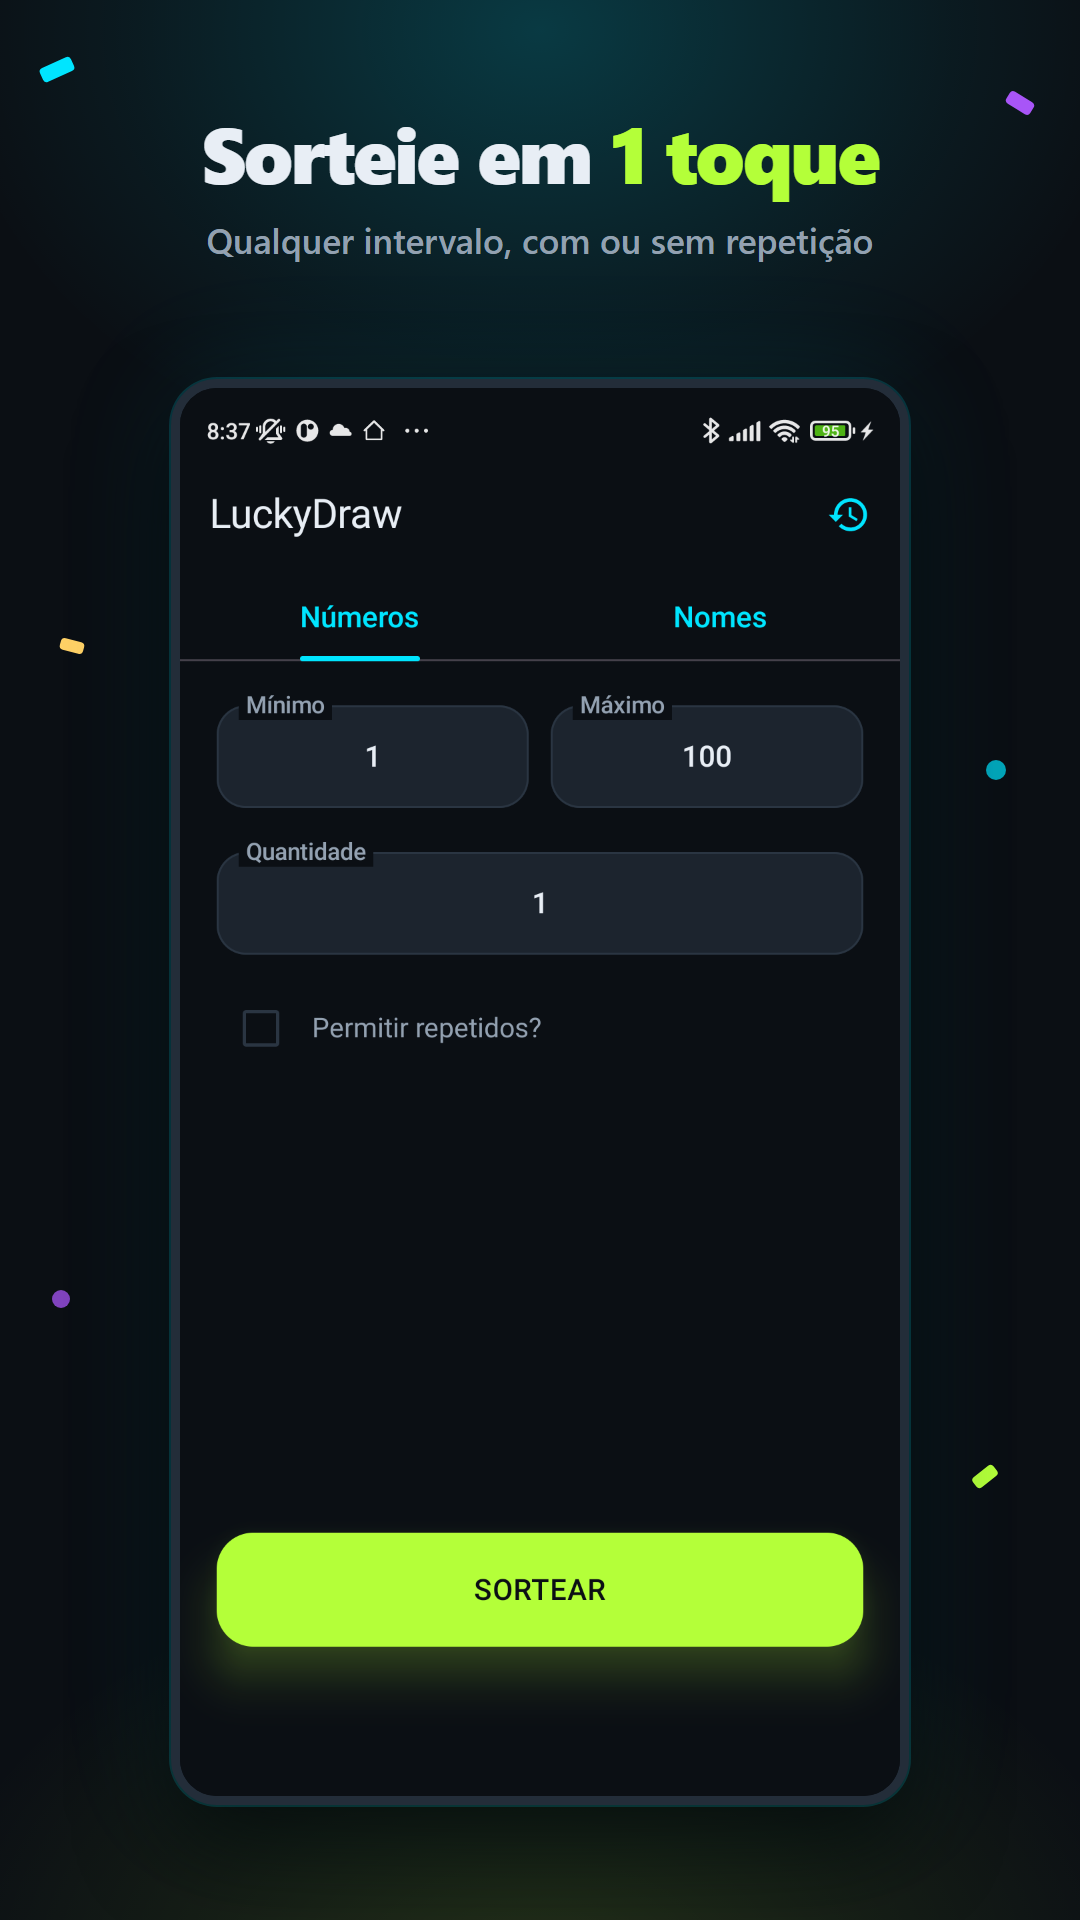 Sorteie em 1 toque
Qualquer intervalo, com ou sem repetição
8:37
95
LuckyDraw
Números
Nomes
Mínimo
Máximo
1
100
Quantidade
1
Permitir repetidos?
SORTEAR